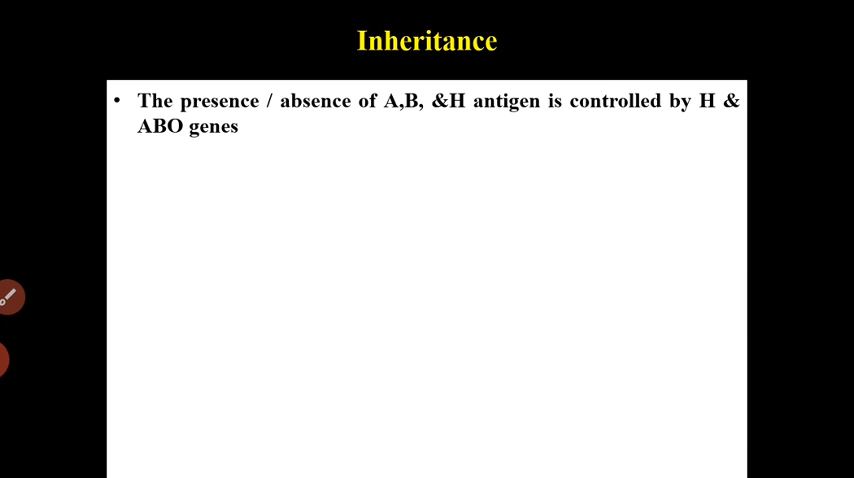 Inheritance
• The presence / absence of A,B, &H antigen is controlled by H &
ABO genes